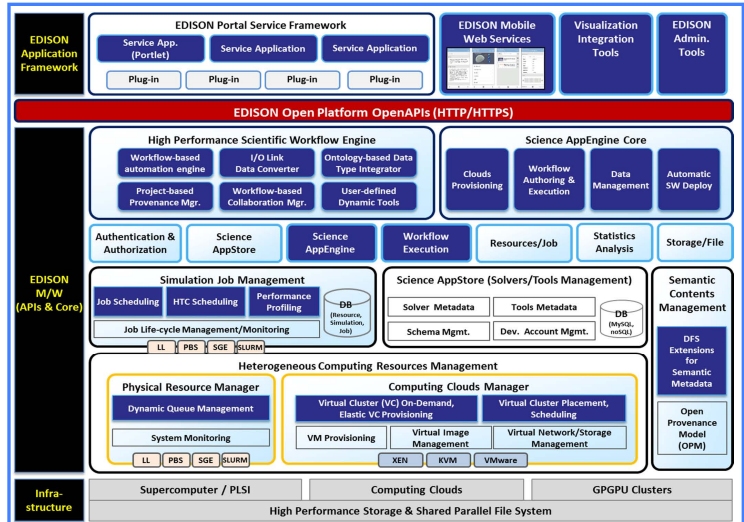 EDISON
Application
Framework
EDISON Portal Service Framework
Service App.
(Portlet)
Service Application
Service Application
Plug-in
Plug-in
Plug-in
Plug-in
EDISON Mobile
Web Services
Visualization
Integration
Tools
EDISON
Admin.
Tools
EDISON Open Platform OpenAPIs (HTTP/HTTPS)
EDISON
M/W
(APIs & Core)
High Performance Scientific Workflow Engine
Workflow-based
automation engine
I/O Link
Data Converter
Ontology-based Data
Type Integrator
Project-based
Provenance Mgr.
Workflow-based
Collaboration Mgr.
User-defined
Dynamic Tools
Science AppEngine Core
Clouds
Provisioning
Workflow
Authoring &
Execution
Data
Management
Automatic
SW Deploy
Authentication &
Authorization
Science
AppStore
Science
AppEngine
Workflow
Execution
Resources/Job
Statistics
Analysis
Storage/File
Simulation Job Management
Job Scheduling
HTC Scheduling
Performance
Profiling
Job Life-cycle Management/Monitoring
DB
(Resource,
Simulation,
Job)
LL
PBS
SGE
SLURM
Science AppStore (Solvers/Tools Management)
Solver Metadata
Tools Metadata
Schema Mgmt.
Dev. Account Mgmt.
DB
(MySQL,
noSQL)
Semantic
Contents
Management
DFS
Extensions
for
Semantic
Metadata
Open
Provenance
Model
(OPM)
Heterogeneous Computing Resources Management
Physical Resource Manager
Dynamic Queue Management
System Monitoring
LL
PBS
SGE
SLURM
Computing Clouds Manager
Virtual Cluster (VC) On-Demand,
Elastic VC Provisioning
Virtual Cluster Placement,
Scheduling
VM Provisioning
Virtual Image
Management
Virtual Network/Storage
Management
XEN
KVM
VMware
Infra-
structure
Supercomputer / PLSI
Computing Clouds
GPGPU Clusters
High Performance Storage & Shared Parallel File System